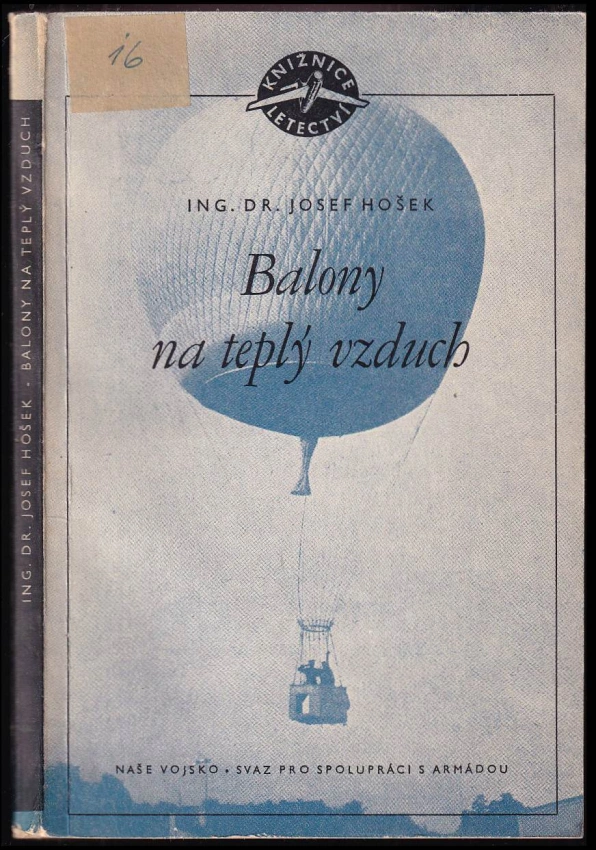 i6
KNIŽNICE
LETECTVÍ
ING. DR. JOSEF HOŠEK
Balony
na teplý vzduch
NAŠE VOJSKO • SVAZ PRO SPOLUPRÁCI S ARMÁDOU
ING. DR. JOSEF HOŠEK • BALONY NA TEPLÝ VZDUCH